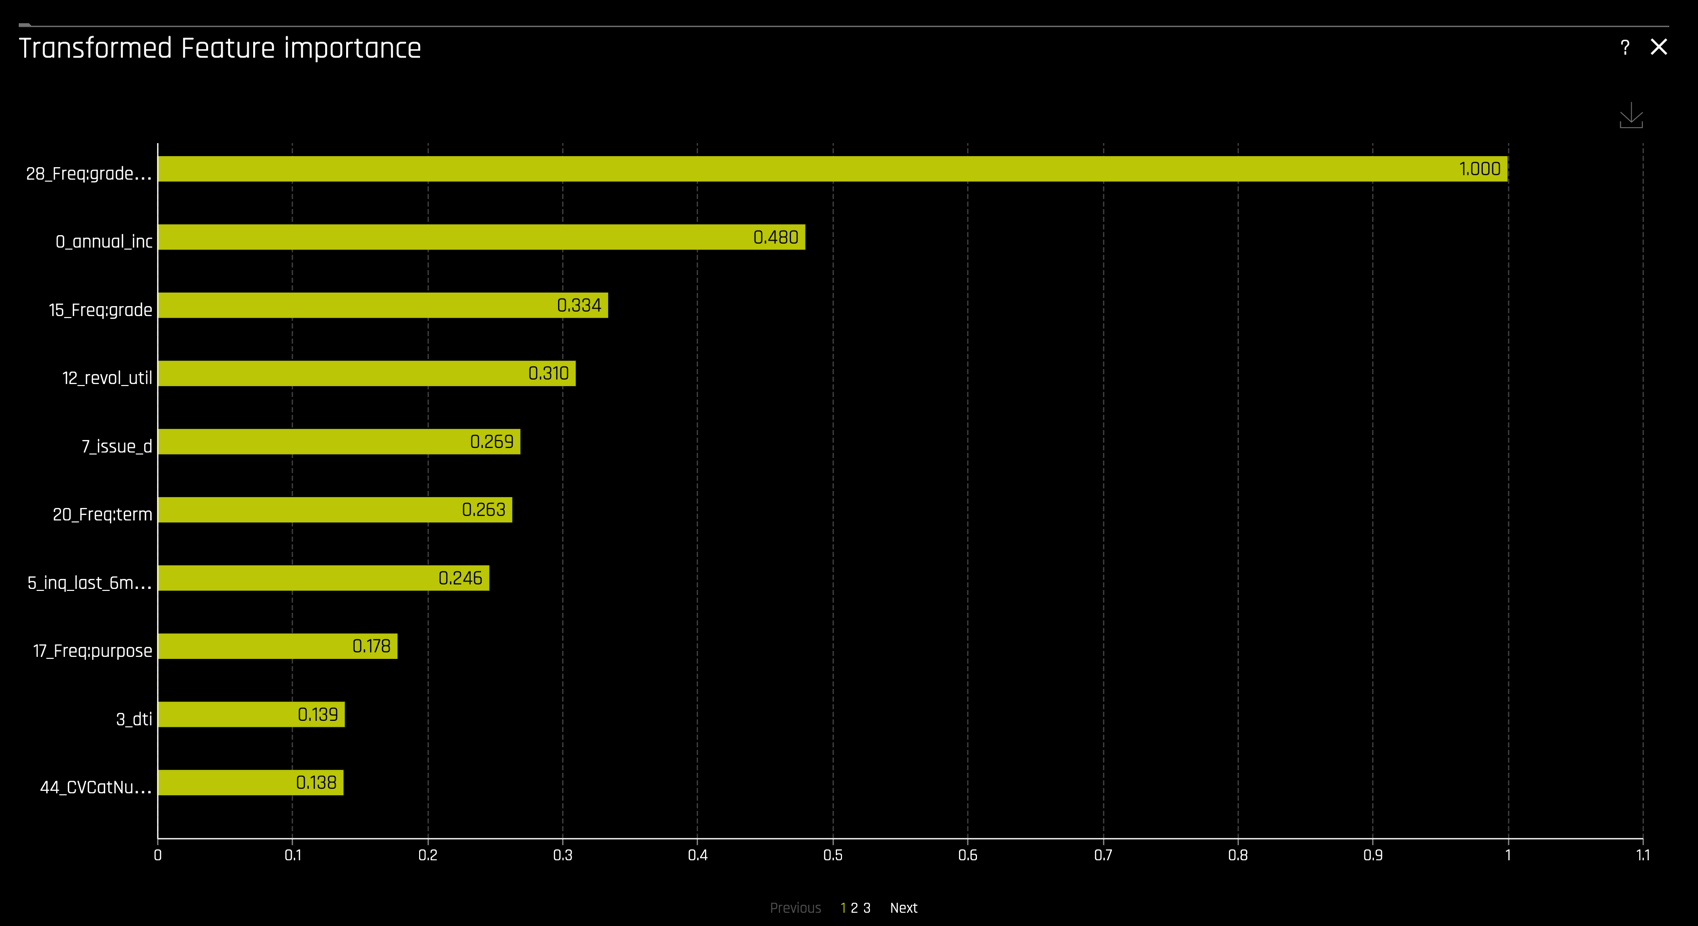 Transformed Feature importance
?
28_Freq:grade...
1.000
0_annual_inc
0.480
15_Freq:grade
0.334
12_revol_util
0.310
7_issue_d
0.269
20_Freq:term
0.263
5_inq_last_6m...
0.246
17_Freq:purpose
0.178
3_dti
0.139
44_CVCatNu...
0.138
0 0.1 0.2 0.3 0.4 0.5 0.6 0.7 0.8 0.9 1 1.1
Previous 1 2 3 Next